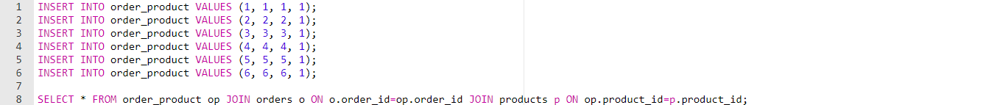 1 INSERT INTO order_product VALUES (1, 1, 1, 1);
2 INSERT INTO order_product VALUES (2, 2, 2, 1);
3 INSERT INTO order_product VALUES (3, 3, 3, 1);
4 INSERT INTO order_product VALUES (4, 4, 4, 1);
5 INSERT INTO order_product VALUES (5, 5, 5, 1);
6 INSERT INTO order_product VALUES (6, 6, 6, 1);
7
8 SELECT * FROM order_product op JOIN orders o ON o.order_id=op.order_id JOIN products p ON op.product_id=p.product_id;